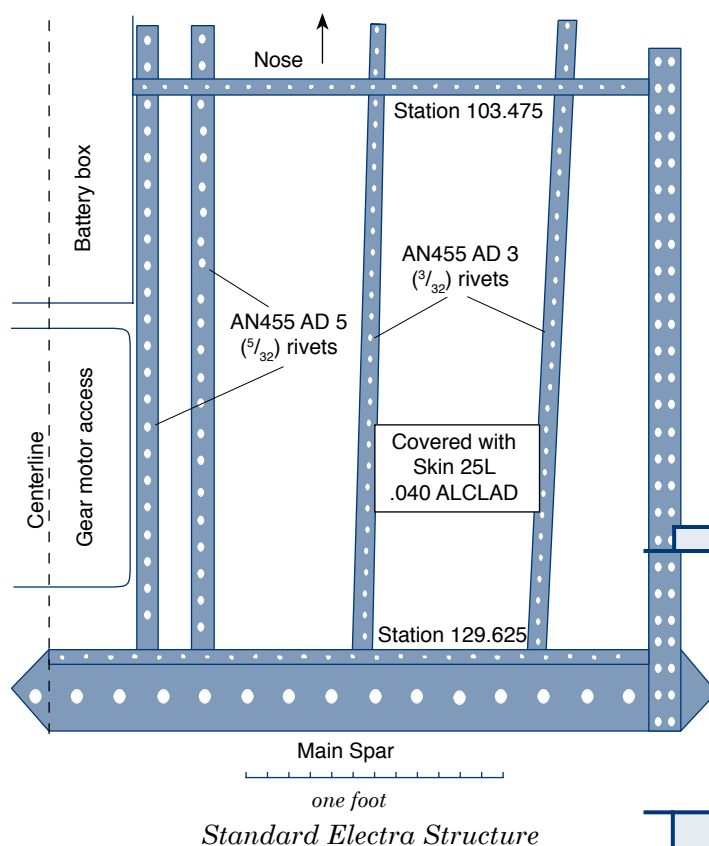 Nose
Station 103.475
Battery box
AN455 AD 3
(3/32) rivets
AN455 AD 5
(5/32) rivets
Centerline
Gear motor access
Covered with
Skin 25L
.040 ALCLAD
Station 129.625
Main Spar
one foot
Standard Electra Structure